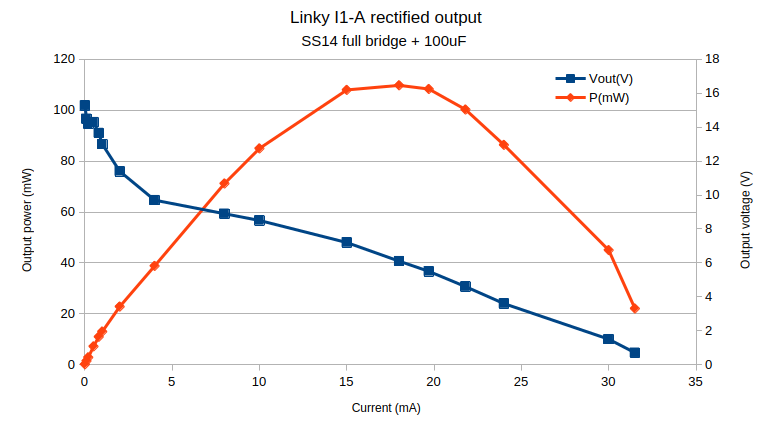 Linky I1-A rectified output
SS14 full bridge + 100uF
Vout(V)
P(mW)
120
100
80
60
40
20
0
Output power (mW)
18
16
14
12
10
8
6
4
2
0
Output voltage (V)
0 5 10 15 20 25 30 35
Current (mA)